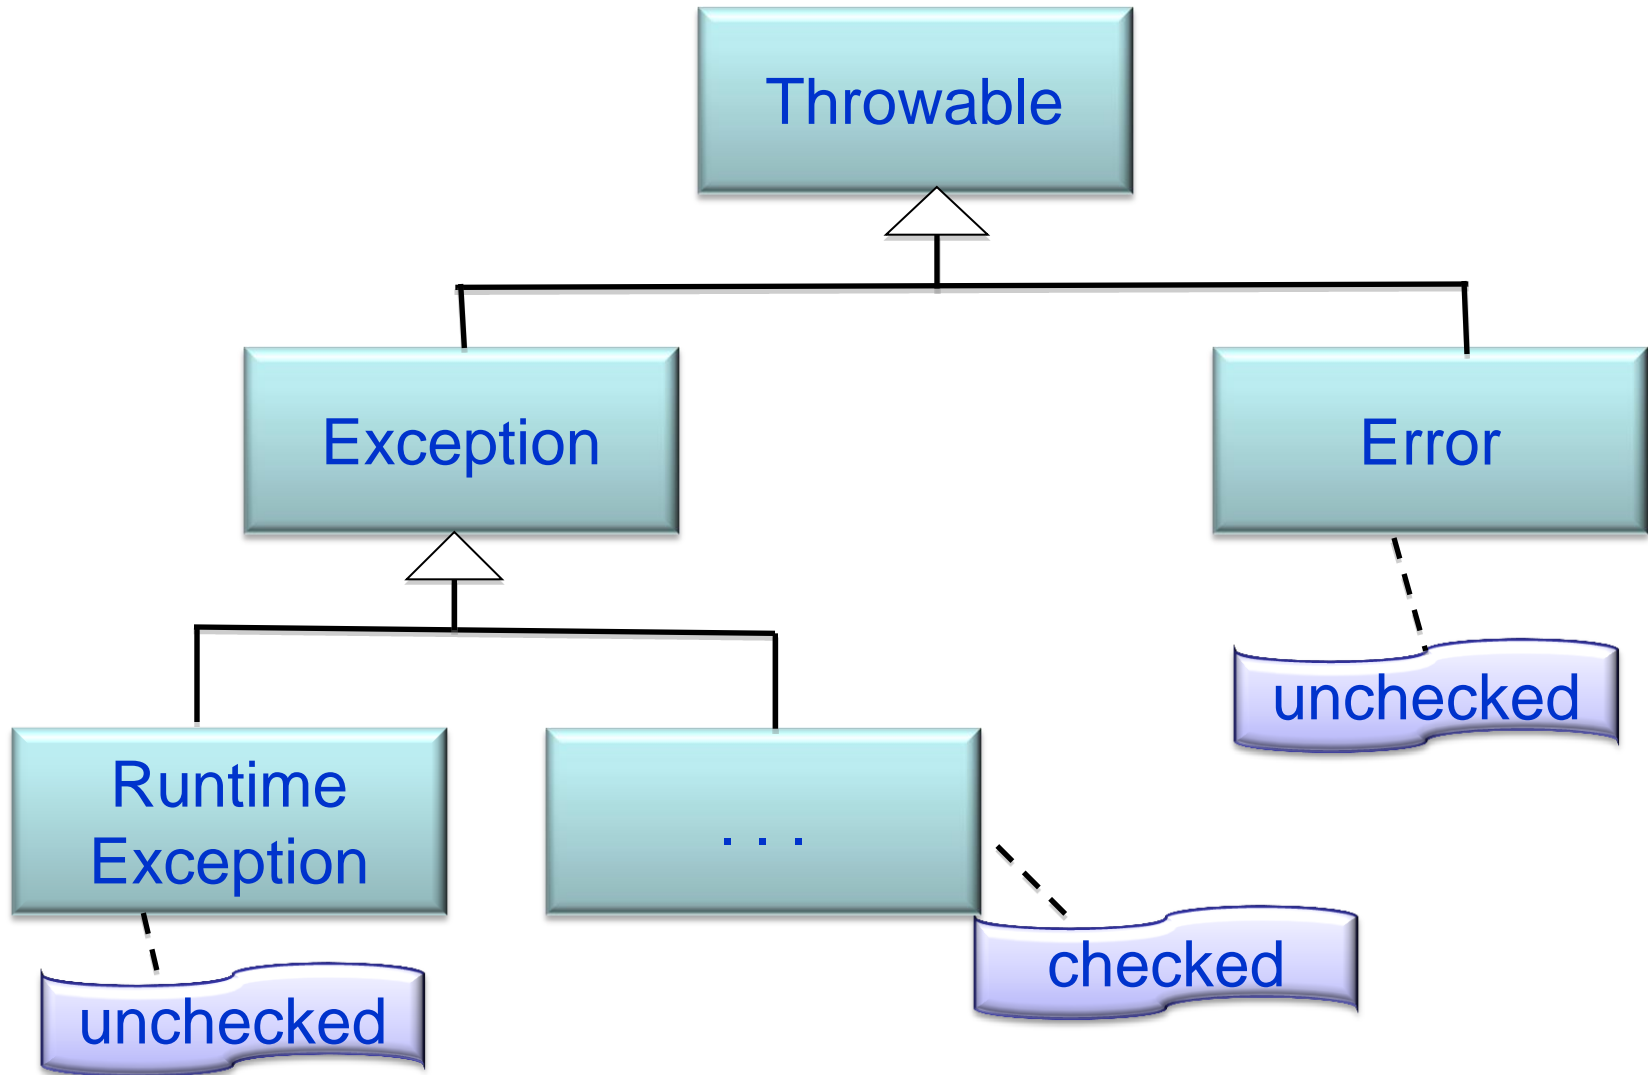 Throwable
Exception
Error
unchecked
Runtime
Exception
. . .
checked
unchecked